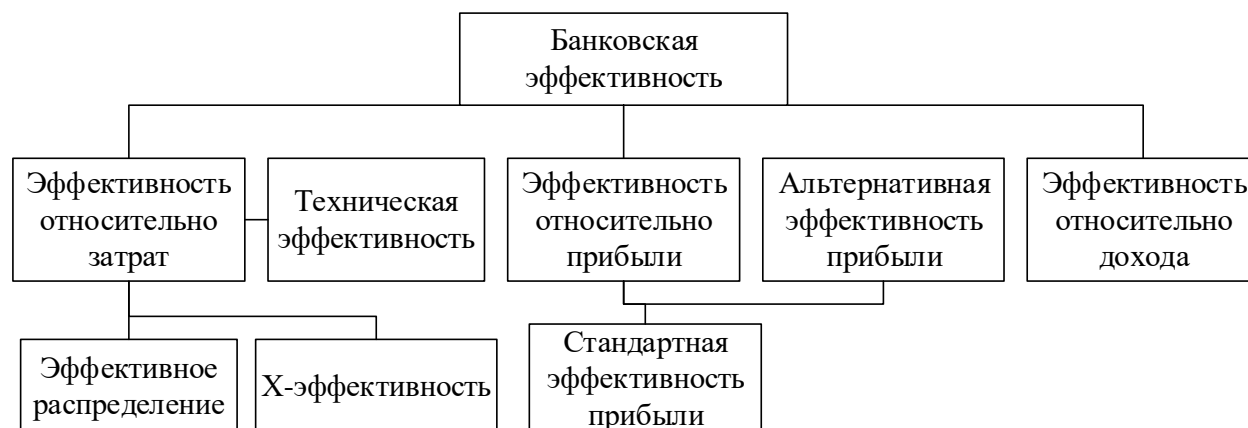 Банковская
эффективность
Эффективность
относительно
затрат
Техническая
эффективность
Эффективность
относительно
прибыли
Альтернативная
эффективность
прибыли
Эффективность
относительно
дохода
Эффективное
распределение
Х-эффективность
Стандартная
эффективность
прибыли